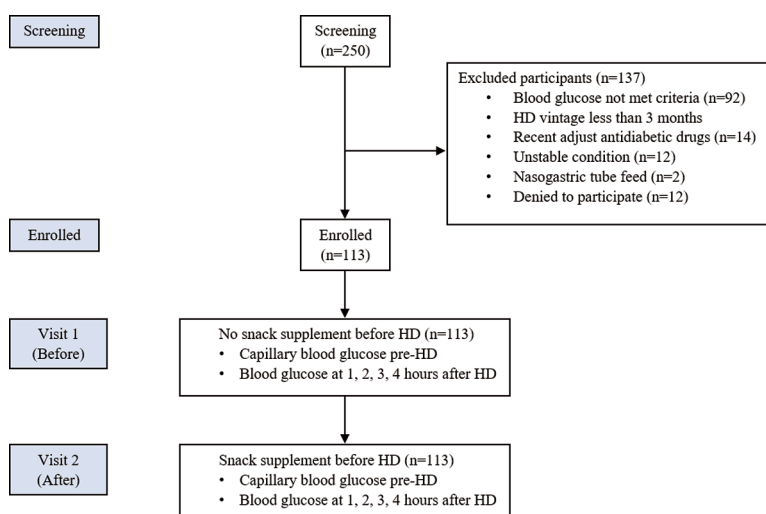 Screening
Screening
(n=250)
Excluded participants (n=137)
• Blood glucose not met criteria (n=92)
• HD vintage less than 3 months
• Recent adjust antidiabetic drugs (n=14)
• Unstable condition (n=12)
• Nasogastric tube feed (n=2)
• Denied to participate (n=12)
Enrolled
Enrolled
(n=113)
Visit 1
(Before)
No snack supplement before HD (n=113)
• Capillary blood glucose pre-HD
• Blood glucose at 1, 2, 3, 4 hours after HD
Visit 2
(After)
Snack supplement before HD (n=113)
• Capillary blood glucose pre-HD
• Blood glucose at 1, 2, 3, 4 hours after HD